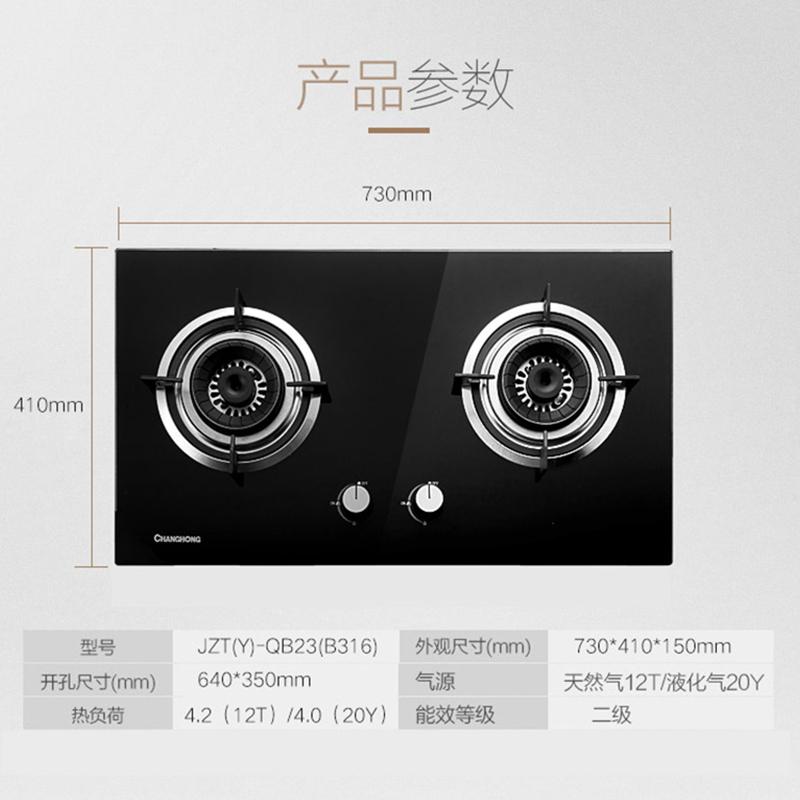 产品参数
730mm
410mm
CHANGHONG
型号 JZT(Y)-QB23(B316) 外观尺寸(mm) 730*410*150mm
开孔尺寸(mm) 640*350mm 气源 天然气12T/液化气20Y
热负荷 4.2（12T）/4.0（20Y） 能效等级 二级